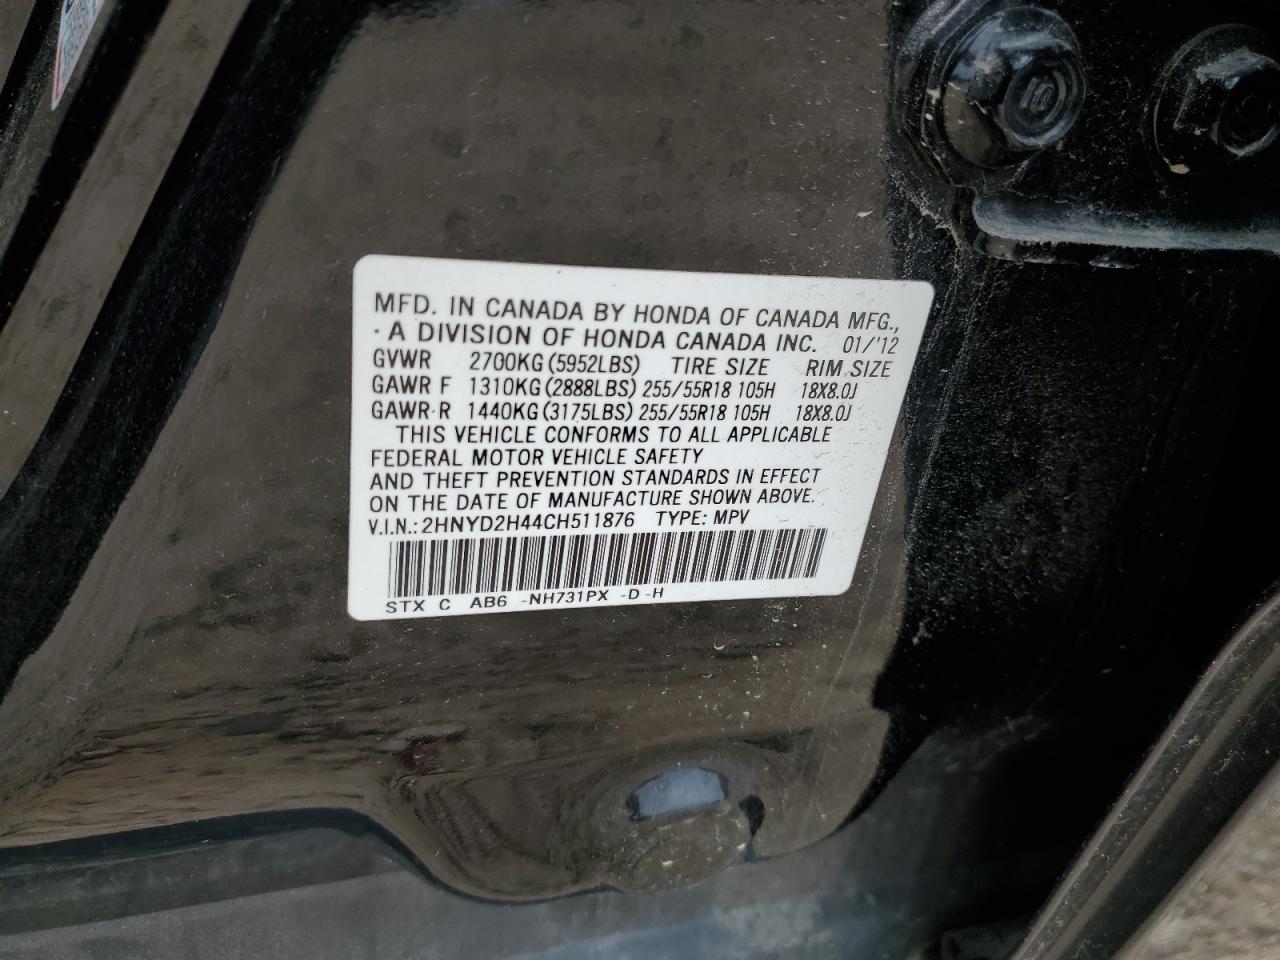 MFD. IN CANADA BY HONDA OF CANADA MFG.,
· A DIVISION OF HONDA CANADA INC. 01/'12
GVWR 2700KG (5952LBS) TIRE SIZE RIM SIZE
GAWR F 1310KG (2888LBS) 255/55R18 105H 18X8.0J
GAWR R 1440KG (3175LBS) 255/55R18 105H 18X8.0J
THIS VEHICLE CONFORMS TO ALL APPLICABLE
FEDERAL MOTOR VEHICLE SAFETY
AND THEFT PREVENTION STANDARDS IN EFFECT
ON THE DATE OF MANUFACTURE SHOWN ABOVE.
V.I.N.: 2HNYD2H44CH511876 TYPE: MPV
STX C AB6 -NH731PX -D -H
10